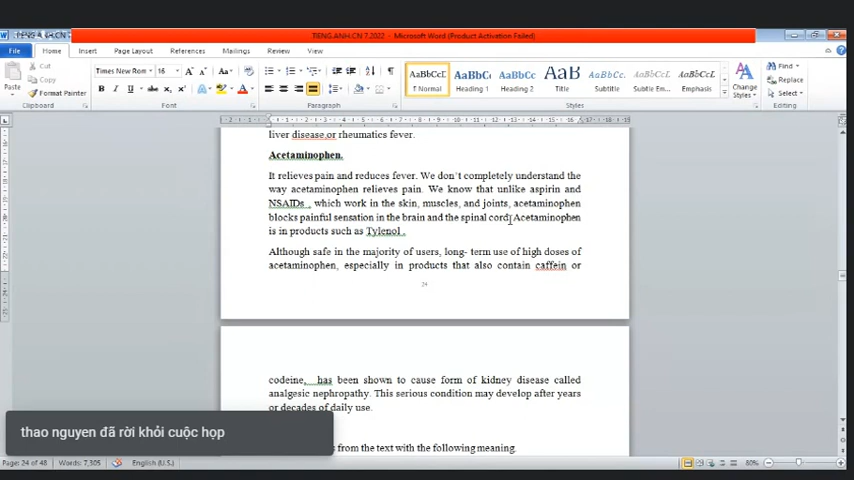 TIENG ANH.CN
TIENG.ANH.CN 7.2022 - Microsoft Word (Product Activation Failed)
File Home Insert Page Layout References Mailings Review View
Cut
Copy
Format Painter
Paste
Clipboard
Times New Rom 16
Font
Paragraph
AaBbCcD AaBbC AaBbCc AaB AaBbCc. AaBbCcD AaBbCcD
¶ Normal Heading 1 Heading 2 Title Subtitle Subtle Em... Emphasis
Change Styles
Styles
Find
Replace
Select
Editing
liver disease,or rheumatics fever.
Acetaminophen.
It relieves pain and reduces fever. We don't completely understand the
way acetaminophen relieves pain. We know that unlike aspirin and
NSAIDs , which work in the skin, muscles, and joints, acetaminophen
blocks painful sensation in the brain and the spinal cord. Acetaminophen
is in products such as Tylenol .
Although safe in the majority of users, long- term use of high doses of
acetaminophen, especially in products that also contain caffein or
24
codeine, has been shown to cause form of kidney disease called
analgesic nephropathy. This serious condition may develop after years
or decades of daily use.
from the text with the following meaning.
thao nguyen đã rời khỏi cuộc họp
Page: 24 of 48 Words: 7,305 English (U.S.) 80%